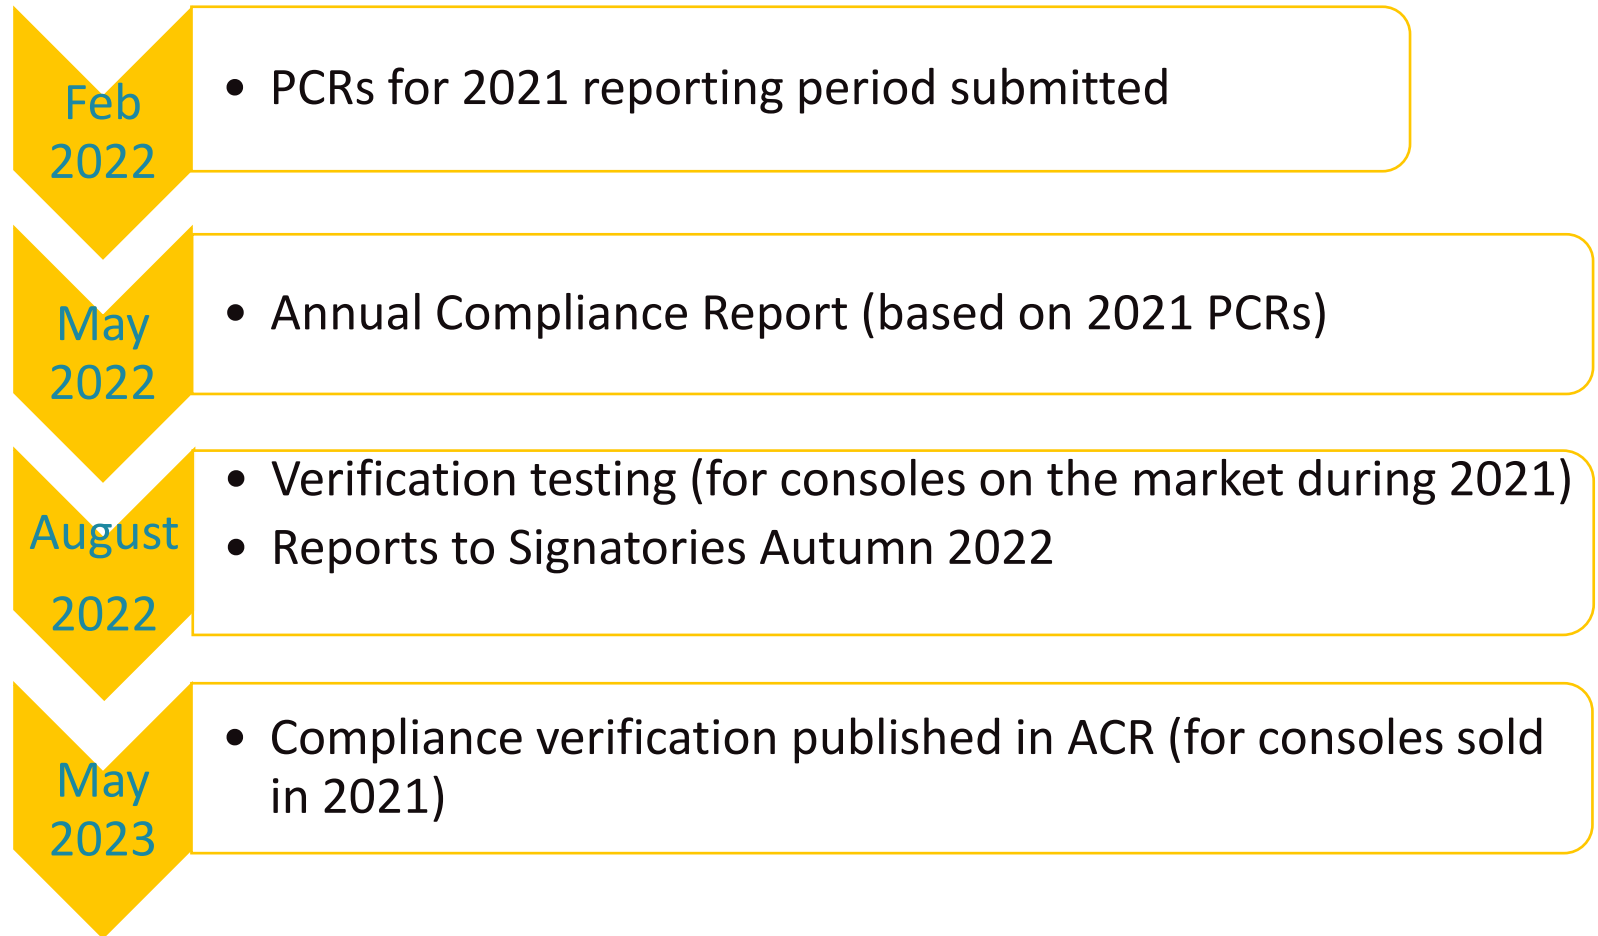 Feb
2022
• PCRs for 2021 reporting period submitted
May
2022
• Annual Compliance Report (based on 2021 PCRs)
August
2022
• Verification testing (for consoles on the market during 2021)
• Reports to Signatories Autumn 2022
May
2023
• Compliance verification published in ACR (for consoles sold
in 2021)